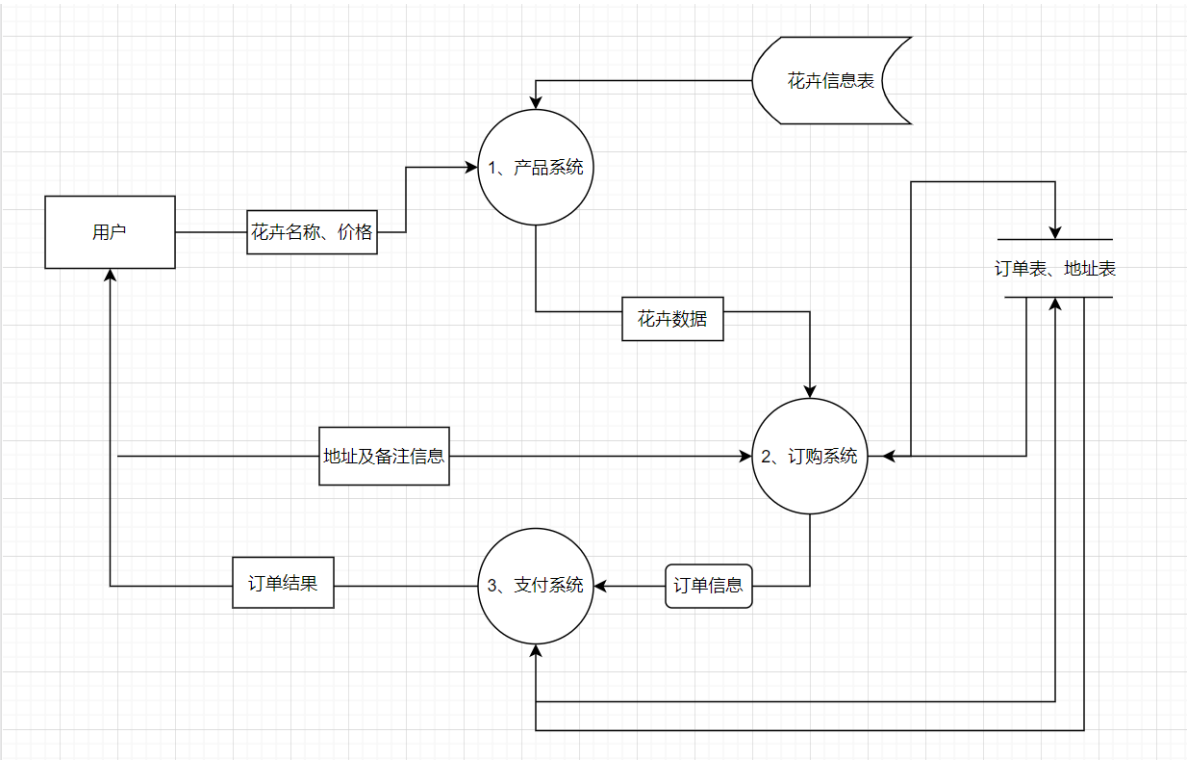 花卉信息表
1、产品系统
用户
花卉名称、价格
订单表、地址表
花卉数据
地址及备注信息
2、订购系统
订单结果
3、支付系统
订单信息